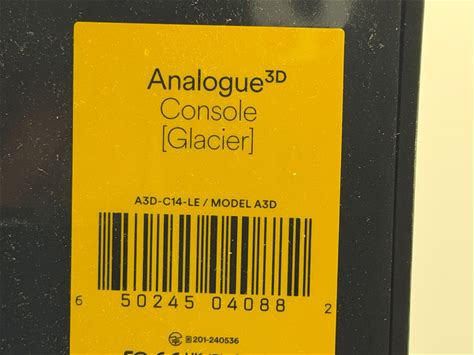 Analogue³ᴰ
Console
[Glacier]
A3D-C14-LE / MODEL A3D
6 50245 04088 2
201-240536